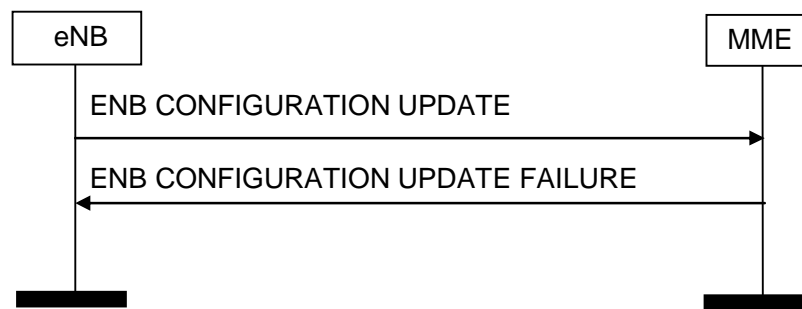 eNB
MME
ENB CONFIGURATION UPDATE
ENB CONFIGURATION UPDATE FAILURE